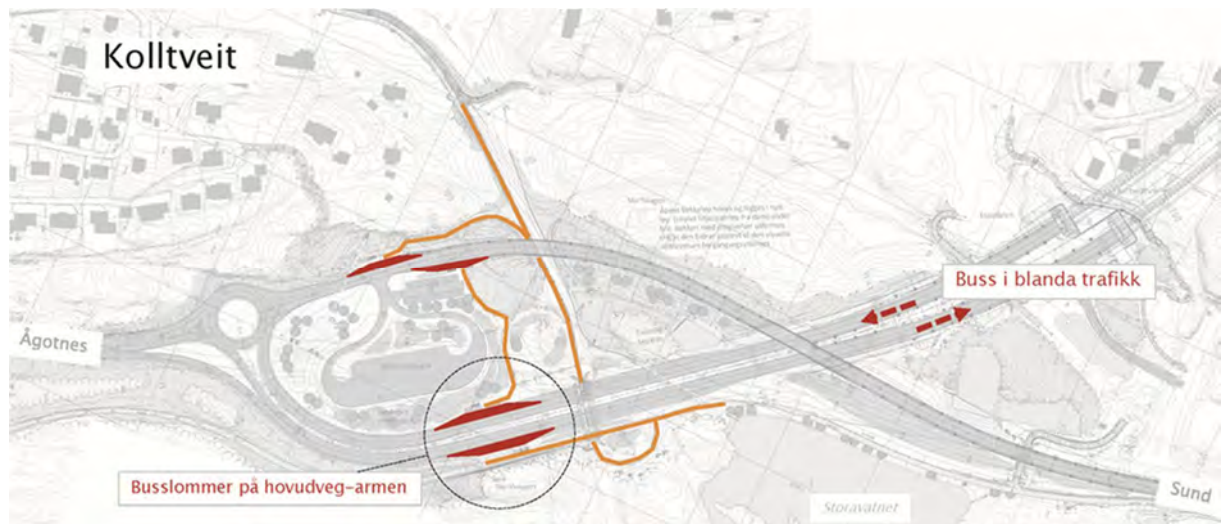 Kolltveit
Buss i blanda trafikk
Ågotnes
Busslommer på hovudveg-armen
Sund
Storavatnet